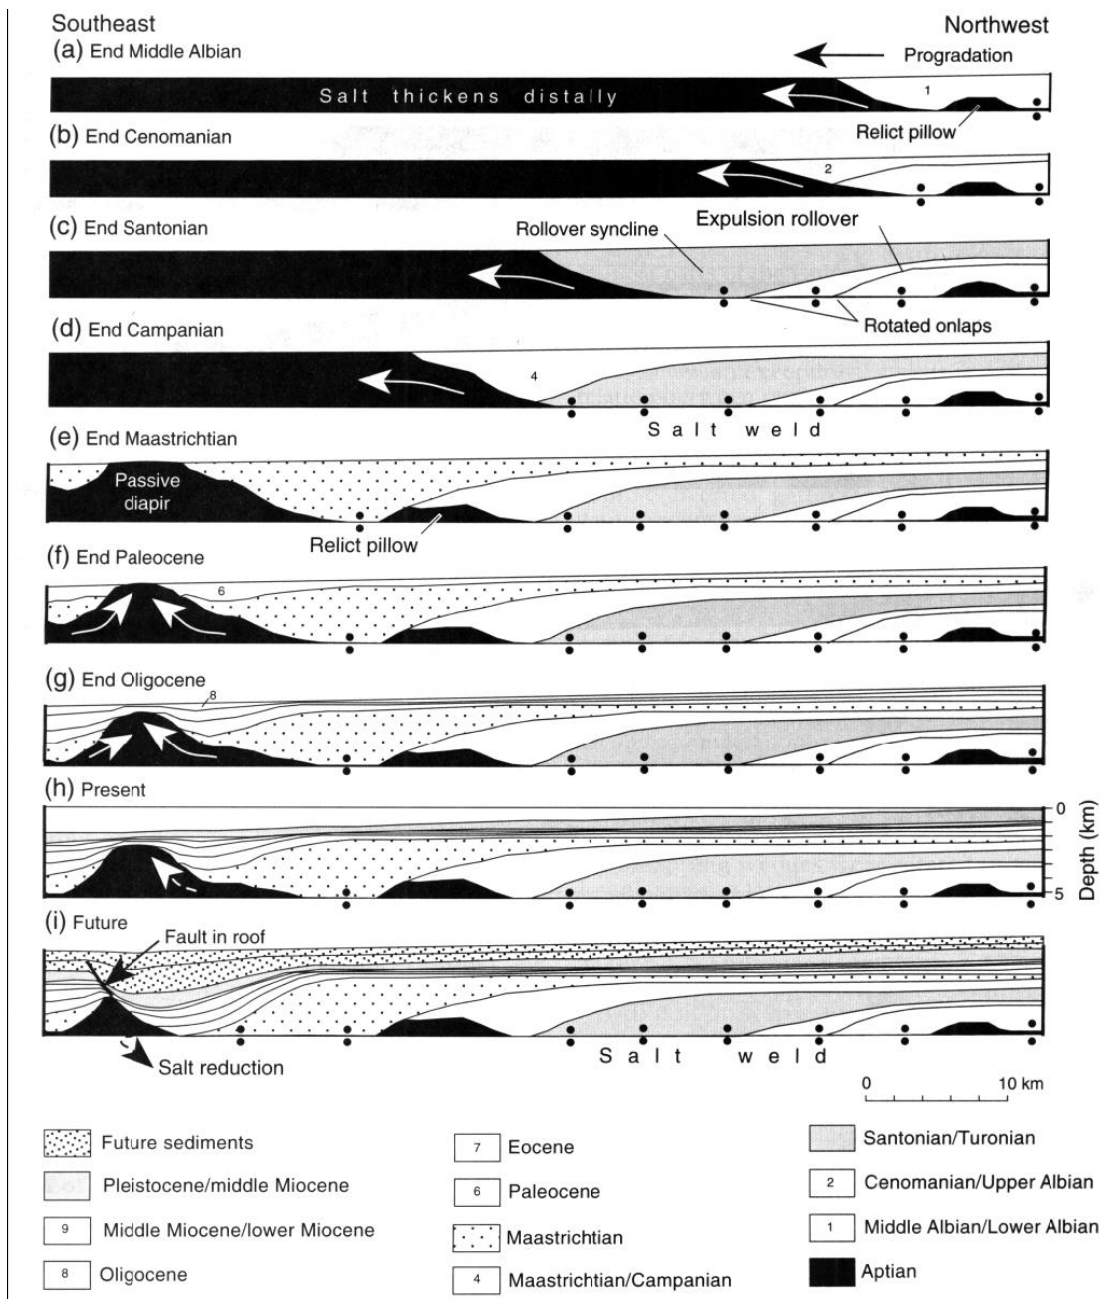 Southeast
Northwest
(a) End Middle Albian
Progradation
Salt thickens distally
1
Relict pillow
(b) End Cenomanian
2
(c) End Santonian
Rollover syncline
Expulsion rollover
Rotated onlaps
(d) End Campanian
4
Salt weld
(e) End Maastrichtian
Passive
diapir
Relict pillow
(f) End Paleocene
6
(g) End Oligocene
8
(h) Present
0
5
Depth (km)
(i) Future
Fault in roof
Salt reduction
Salt weld
0 10 km
Future sediments
Pleistocene/middle Miocene
9 Middle Miocene/lower Miocene
8 Oligocene
7 Eocene
6 Paleocene
Maastrichtian
4 Maastrichtian/Campanian
Santonian/Turonian
2 Cenomanian/Upper Albian
1 Middle Albian/Lower Albian
Aptian